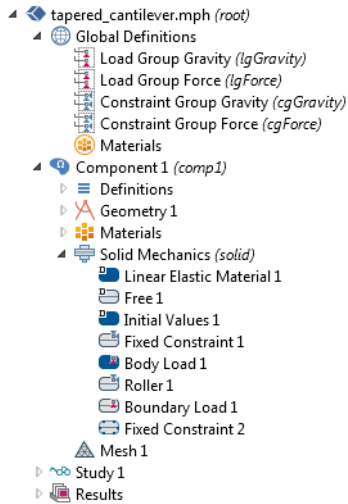 tapered_cantilever.mph (root)
Global Definitions
Load Group Gravity (lgGravity)
Load Group Force (lgForce)
Constraint Group Gravity (cgGravity)
Constraint Group Force (cgForce)
Materials
Component 1 (comp1)
Definitions
Geometry 1
Materials
Solid Mechanics (solid)
Linear Elastic Material 1
Free 1
Initial Values 1
Fixed Constraint 1
Body Load 1
Roller 1
Boundary Load 1
Fixed Constraint 2
Mesh 1
Study 1
Results